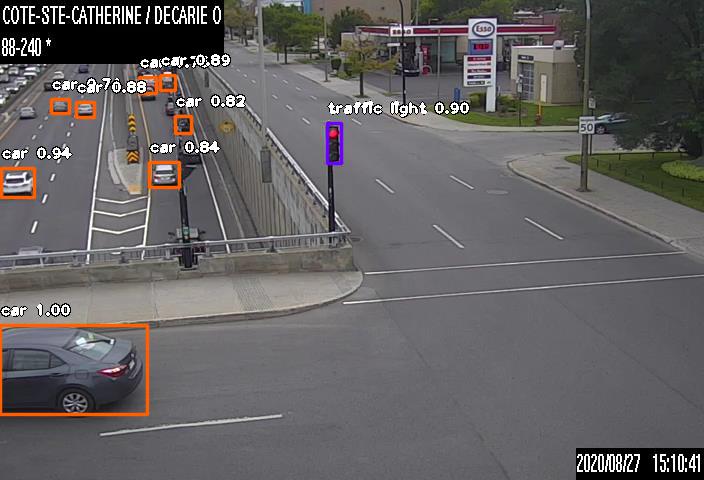 COTE-STE-CATHERINE / DECARIE O
88-240 *
car 0.89
car 0.88
car 0.82
traffic light 0.90
car 0.84
car 0.94
car 1.00
Esso
Esso
50
2020/08/27 15:10:41